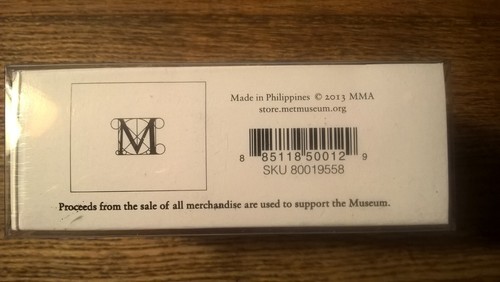 M
Made in Philippines © 2013 MMA
store.metmuseum.org
8 85118 50012 9
SKU 80019558
Proceeds from the sale of all merchandise are used to support the Museum.